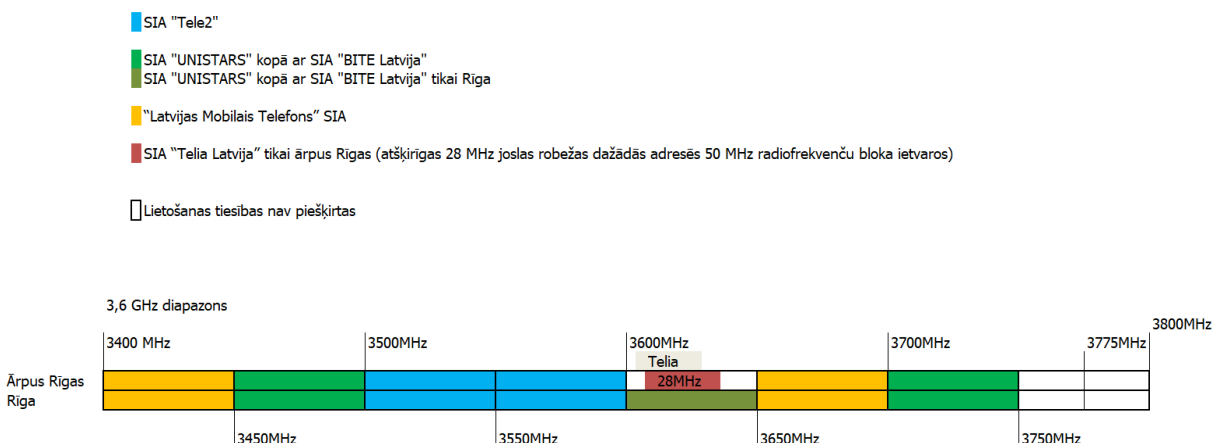 SIA "Tele2"
SIA "UNISTARS" kopā ar SIA "BITE Latvija"
SIA "UNISTARS" kopā ar SIA "BITE Latvija" tikai Rīga
“Latvijas Mobilais Telefons” SIA
SIA “Telia Latvija” tikai ārpus Rīgas (atšķirīgas 28 MHz joslas robežas dažādās adresēs 50 MHz radiofrekvenču bloka ietvaros)
Lietošanas tiesības nav piešķirtas
3,6 GHz diapazons
3800MHz
3400 MHz 3500MHz 3600MHz 3700MHz 3775MHz
Telia
Ārpus Rīgas 28MHz
Rīga
3450MHz 3550MHz 3650MHz 3750MHz